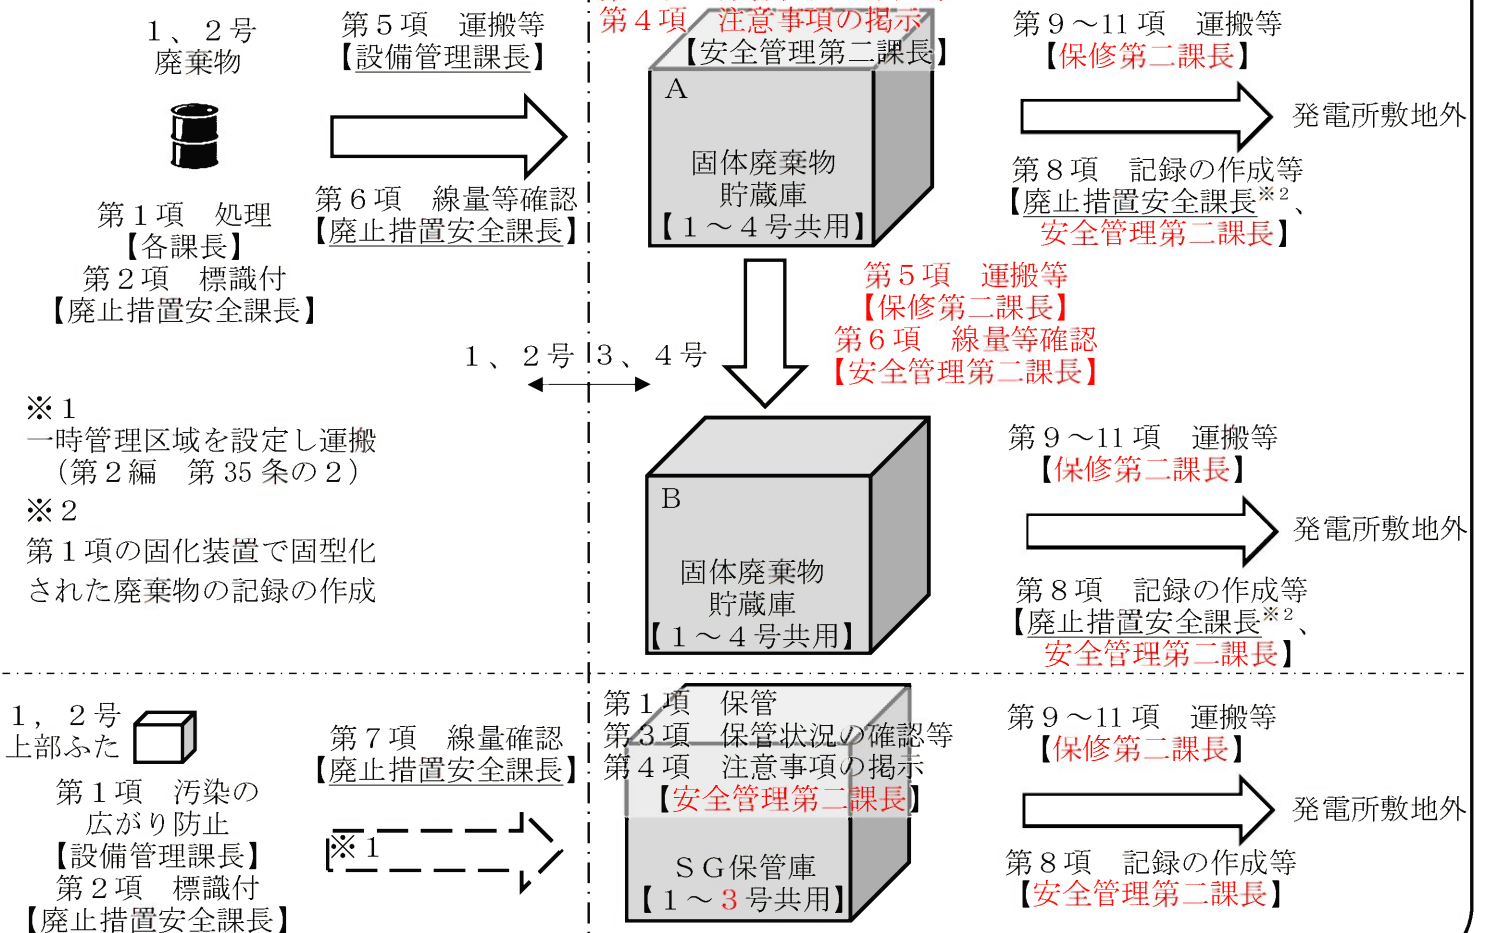 １、２号
廃棄物
第５項　運搬等
【設備管理課長】
第４項　注意事項の掲示
【安全管理第二課長】
第９～11項　運搬等
【保修第二課長】
A
固体廃棄物
貯蔵庫
【１～４号共用】
発電所敷地外
第６項　線量等確認
【廃止措置安全課長】
第８項　記録の作成等
【廃止措置安全課長※２、
安全管理第二課長】
第１項　処理
【各課長】
第２項　標識付
【廃止措置安全課長】
第５項　運搬等
【保修第二課長】
第６項　線量等確認
【安全管理第二課長】
１、２号
３、４号
※１
一時管理区域を設定し運搬
（第２編　第35条の２）
※２
第１項の固化装置で固型化
された廃棄物の記録の作成
B
固体廃棄物
貯蔵庫
【１～４号共用】
第９～11項　運搬等
【保修第二課長】
発電所敷地外
第８項　記録の作成等
【廃止措置安全課長※２、
安全管理第二課長】
１，２号
上部ふた
第１項　汚染の
広がり防止
【設備管理課長】
第２項　標識付
【廃止措置安全課長】
第７項　線量確認
【廃止措置安全課長】
※１
第１項　保管
第３項　保管状況の確認等
第４項　注意事項の掲示
【安全管理第二課長】
ＳＧ保管庫
【１～３号共用】
第９～11項　運搬等
【保修第二課長】
発電所敷地外
第８項　記録の作成等
【安全管理第二課長】